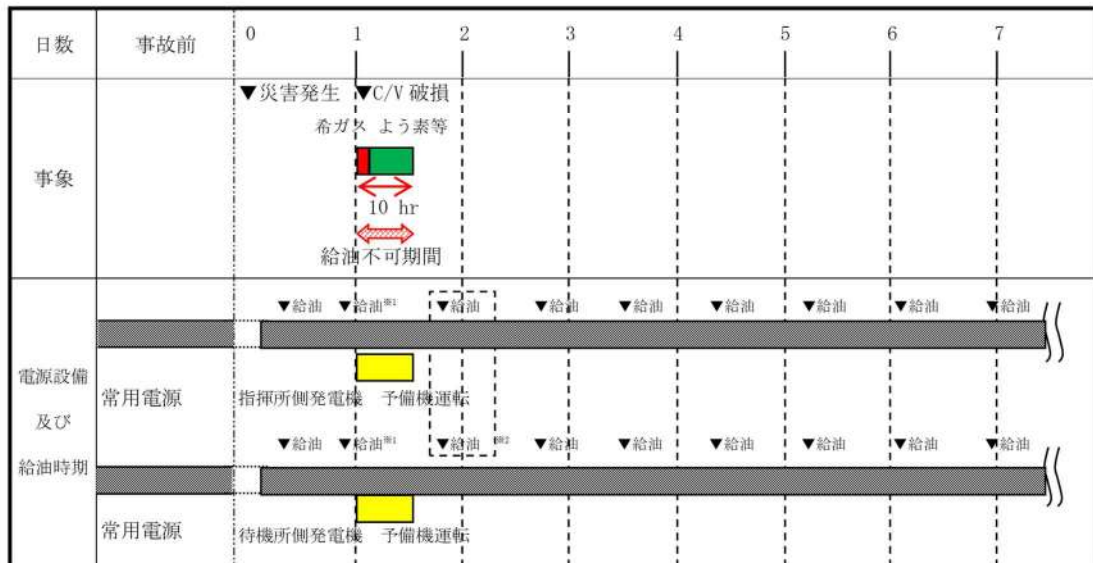 日数 事故前 0 1 2 3 4 5 6 7
▼災害発生 ▼C/V 破損
希ガス よう素等
事象
10 hr
給油不可期間
▼給油 ▼給油※1 ▼給油 ▼給油 ▼給油 ▼給油 ▼給油 ▼給油 ▼給油
電源設備
及び
給油時期
常用電源 指揮所側発電機 予備機運転
▼給油 ▼給油※1 ▼給油 ※2 ▼給油 ▼給油 ▼給油 ▼給油 ▼給油 ▼給油
常用電源 待機所側発電機 予備機運転